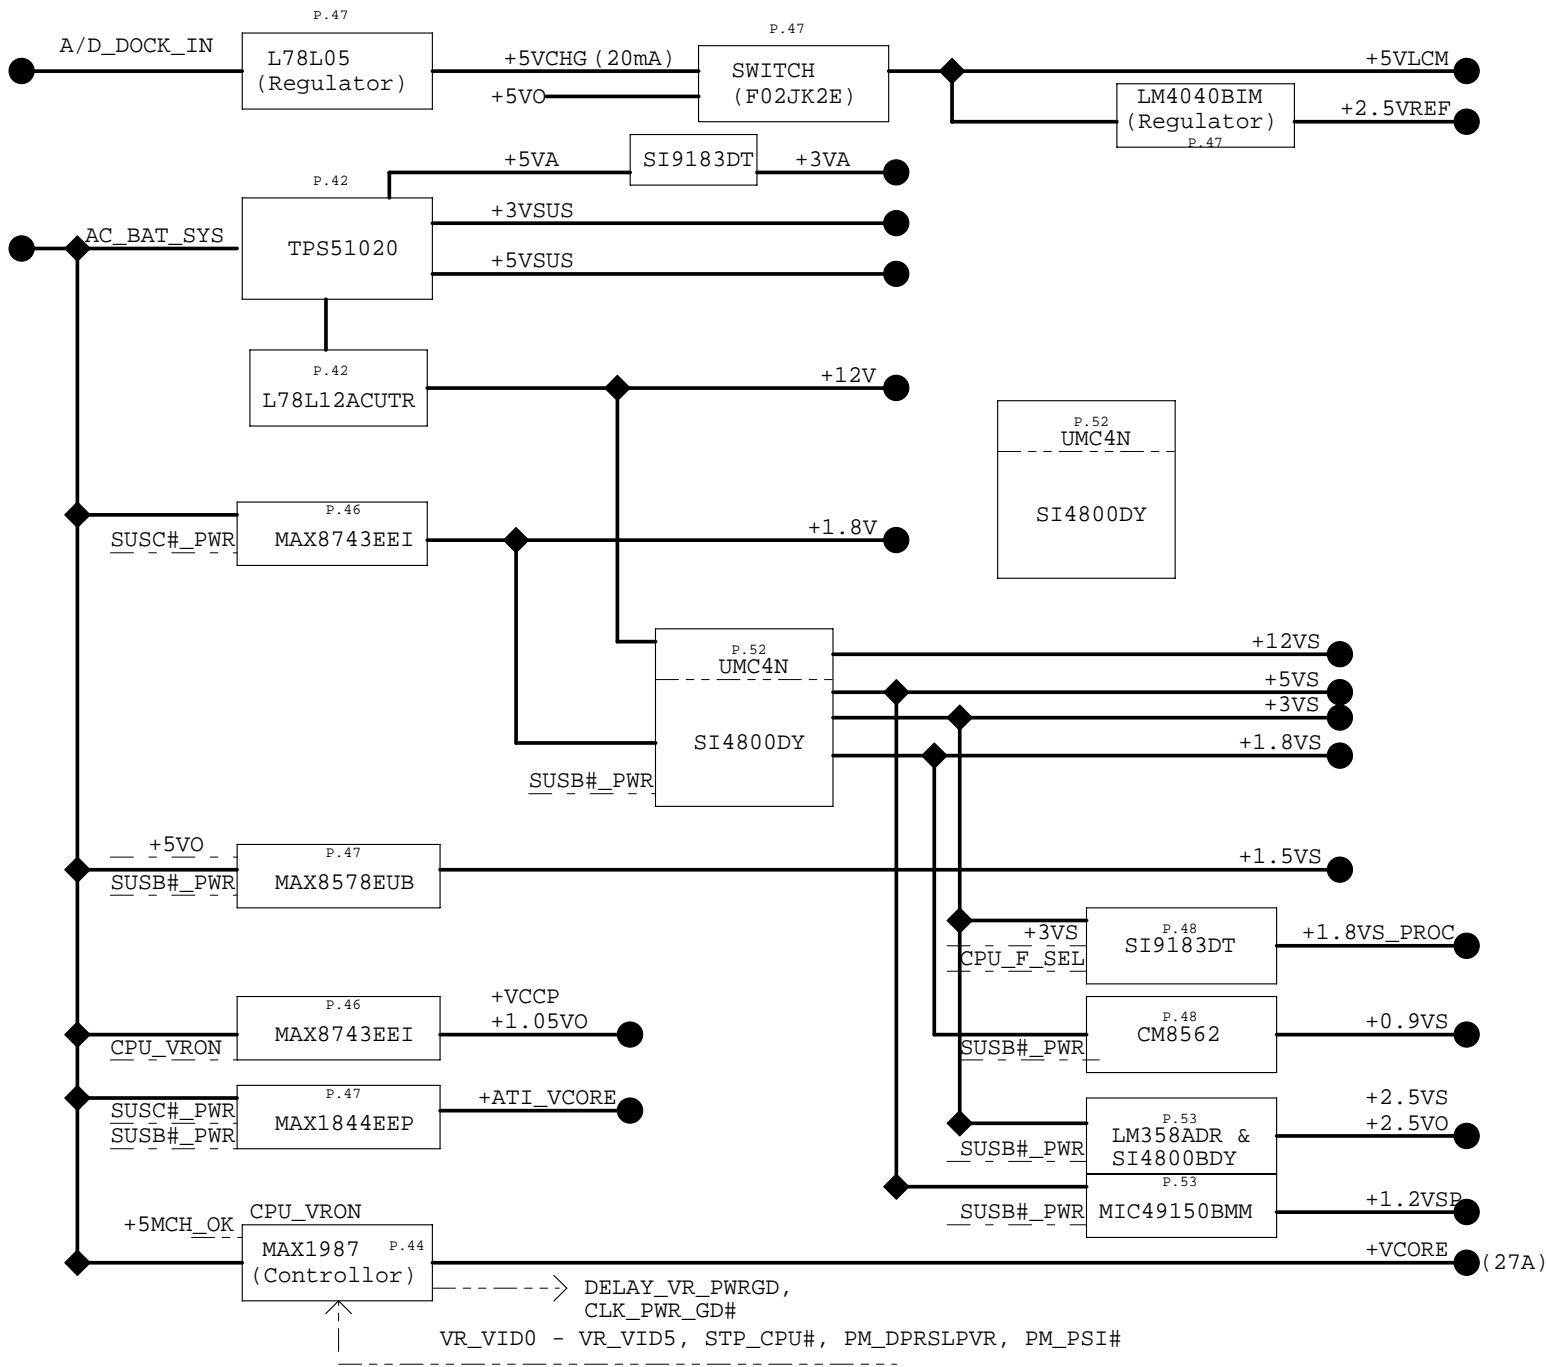 P.47
A/D_DOCK_IN
L78L05
(Regulator)
+5VCHG (20mA)
+5VO
P.47
SWITCH
(F02JK2E)
+5VLCM
LM4040BIM
(Regulator)
P.47
+2.5VREF
+5VA
SI9183DT
+3VA
P.42
AC_BAT_SYS
TPS51020
+3VSUS
+5VSUS
P.42
L78L12ACUTR
+12V
P.52
UMC4N
SI4800DY
SUSC#_PWR
P.46
MAX8743EEI
+1.8V
P.52
UMC4N
SI4800DY
SUSB#_PWR
+12VS
+5VS
+3VS
+1.8VS
+5VO
SUSB#_PWR
P.47
MAX8578EUB
+1.5VS
+3VS
CPU_F_SEL
P.48
SI9183DT
+1.8VS_PROC
CPU_VRON
P.46
MAX8743EEI
+VCCP
+1.05VO
SUSB#_PWR
P.48
CM8562
+0.9VS
SUSC#_PWR
SUSB#_PWR
P.47
MAX1844EEP
+ATI_VCORE
SUSB#_PWR
P.53
LM358ADR &
SI4800BDY
+2.5VS
+2.5VO
SUSB#_PWR
P.53
MIC49150BMM
+1.2VSP
CPU_VRON
+5MCH_OK
MAX1987
P.44
(Controllor)
+VCORE
(27A)
DELAY_VR_PWRGD,
CLK_PWR_GD#
VR_VID0 - VR_VID5, STP_CPU#, PM_DPRSLPVR, PM_PSI#